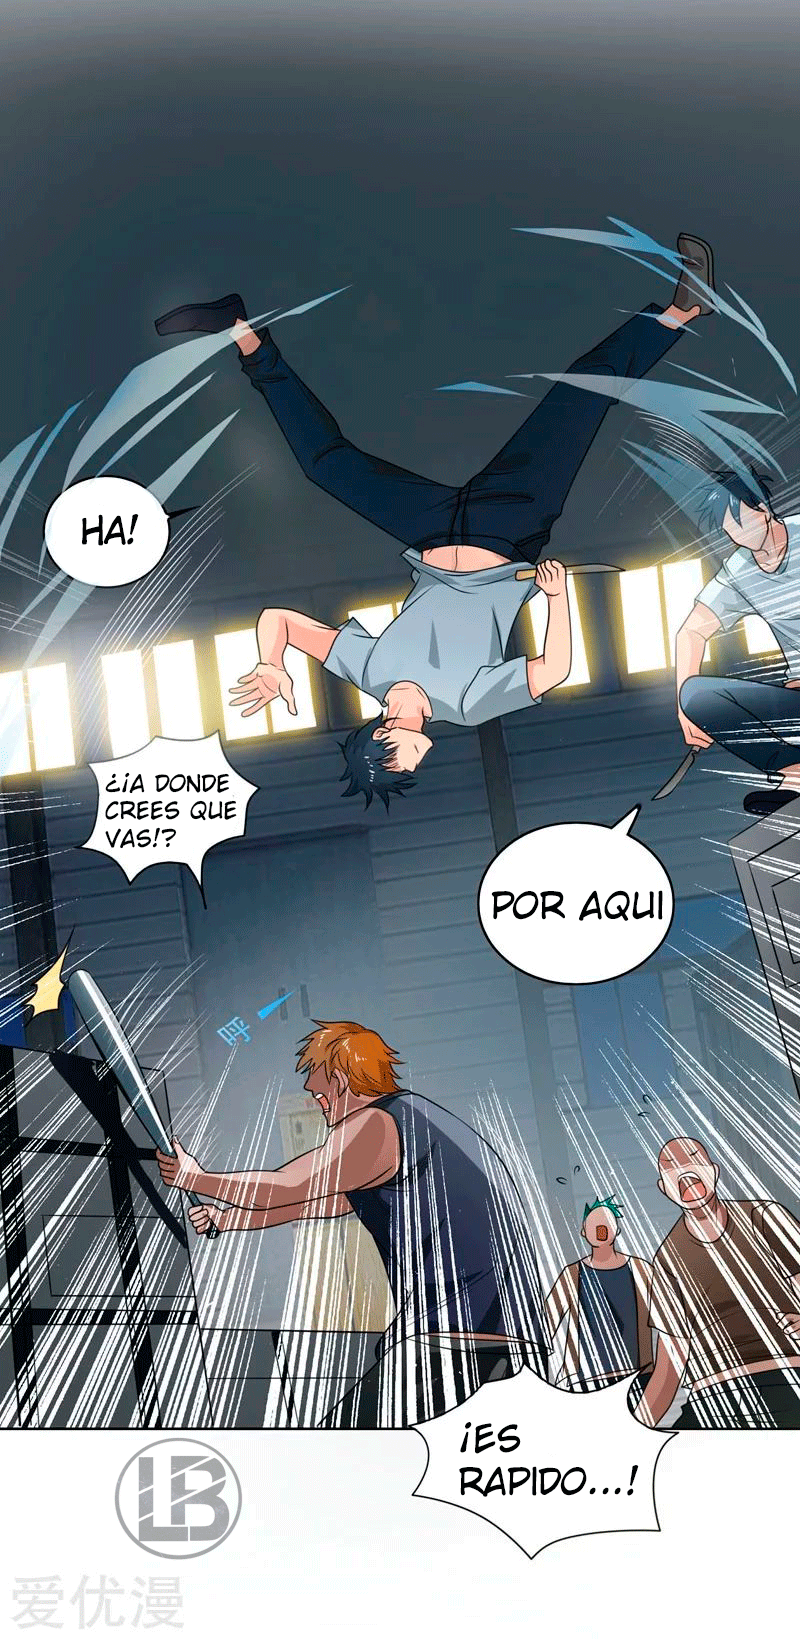 HA!
¿¡A DONDE
CREES QUE
VAS!?
POR AQUI
呼
¡ES
RAPIDO...!
LB
爱优漫